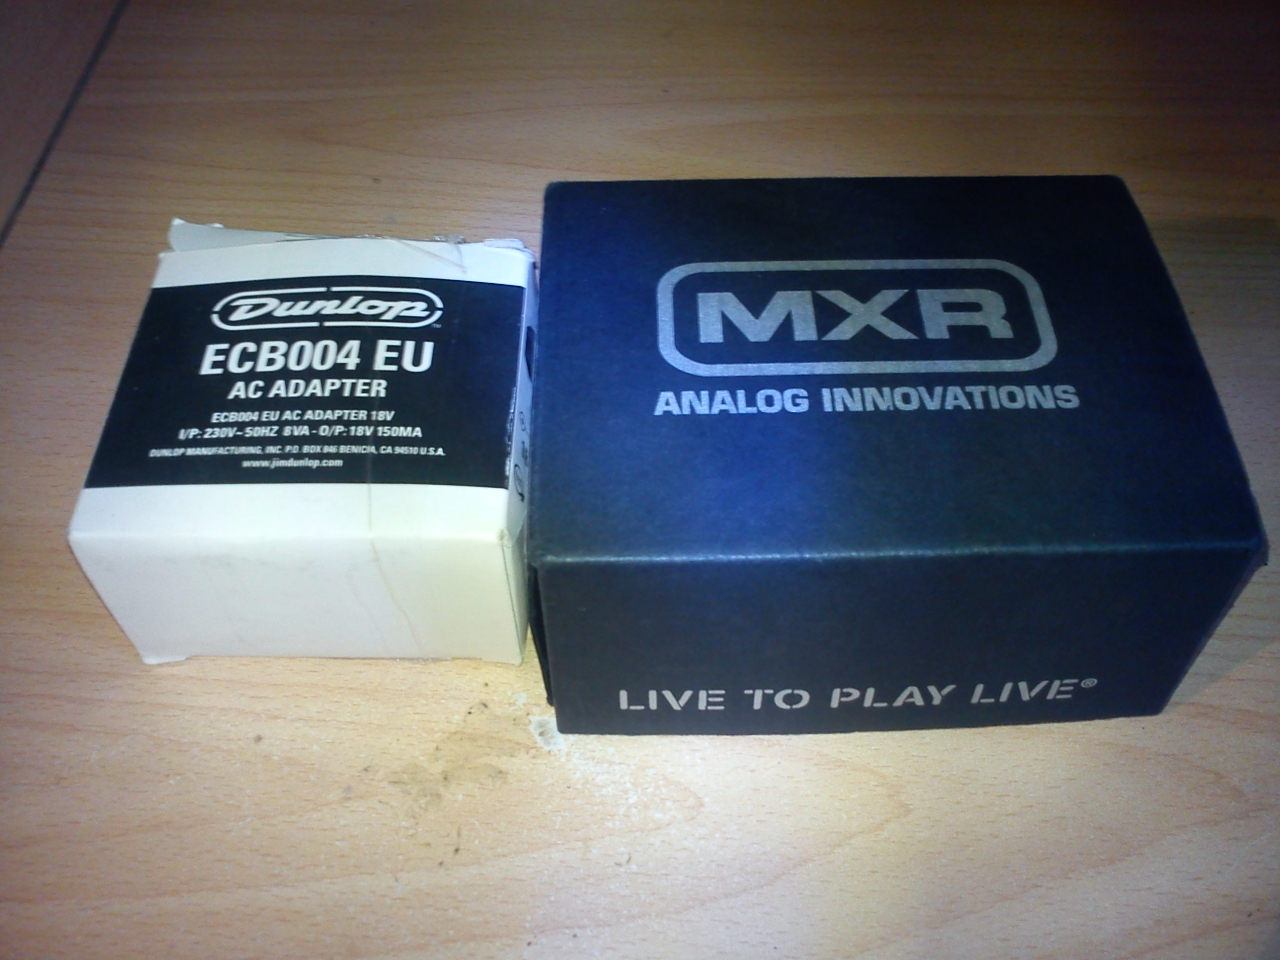 Dunlop™
ECB004 EU
AC ADAPTER
ECB004 EU AC ADAPTER 18V
I/P: 230V~50HZ 8VA - O/P: 18V 150MA
DUNLOP MANUFACTURING, INC. P.O. BOX 846 BENICIA, CA 94510 U.S.A.
www.jimdunlop.com
MXR
ANALOG INNOVATIONS
LIVE TO PLAY LIVE®